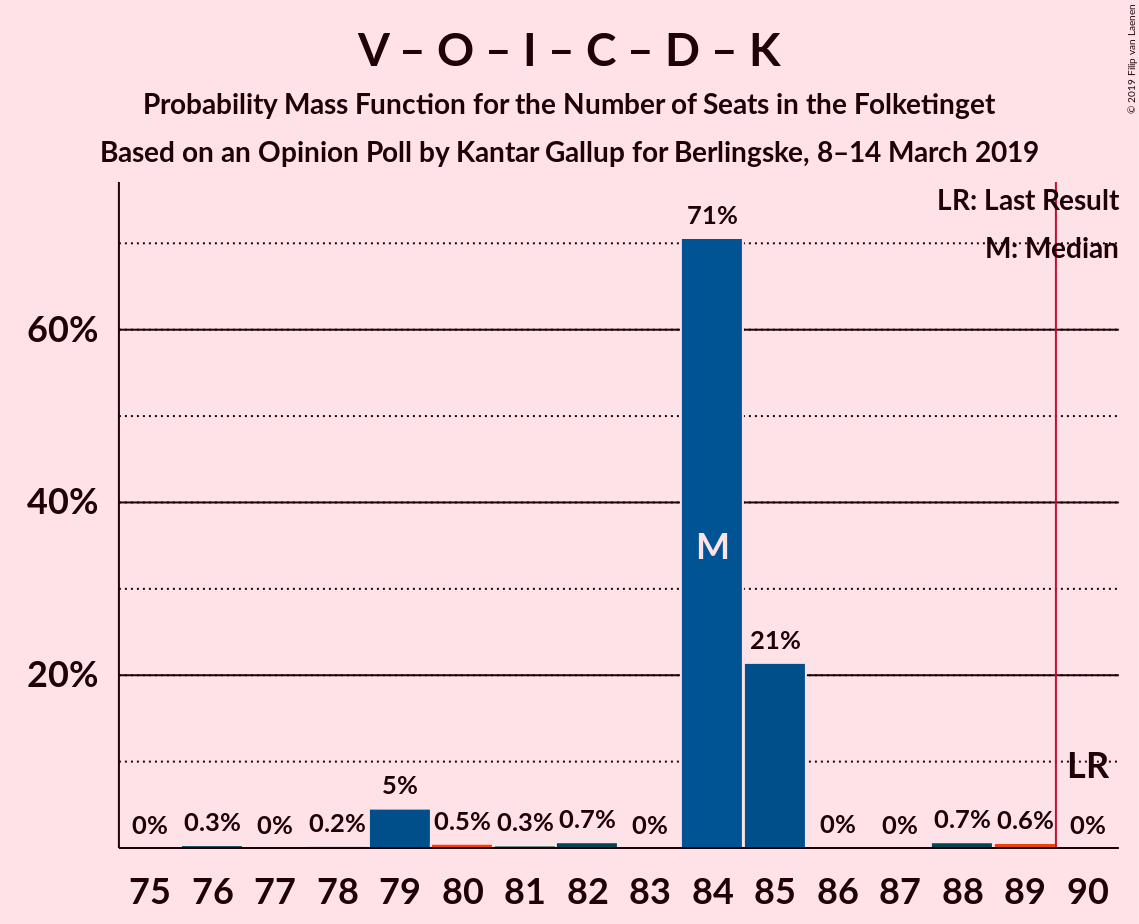 V – O – I – C – D – K
Probability Mass Function for the Number of Seats in the Folketinget
Based on an Opinion Poll by Kantar Gallup for Berlingske, 8–14 March 2019
© 2019 Filip van Laenen
LR: Last Result
M: Median
71%
60%
M
40%
21%
20%
LR
5%
0% 0.3% 0% 0.2% 0.5% 0.3% 0.7% 0% 0% 0% 0.7% 0.6% 0%
75 76 77 78 79 80 81 82 83 84 85 86 87 88 89 90